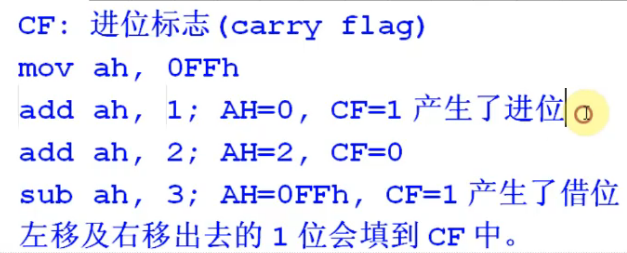 CF: 进位标志(carry flag)
mov ah, 0FFh
add ah, 1; AH=0, CF=1 产生了进位
add ah, 2; AH=2, CF=0
sub ah, 3; AH=0FFh, CF=1 产生了借位
左移及右移出去的1位会填到CF中。